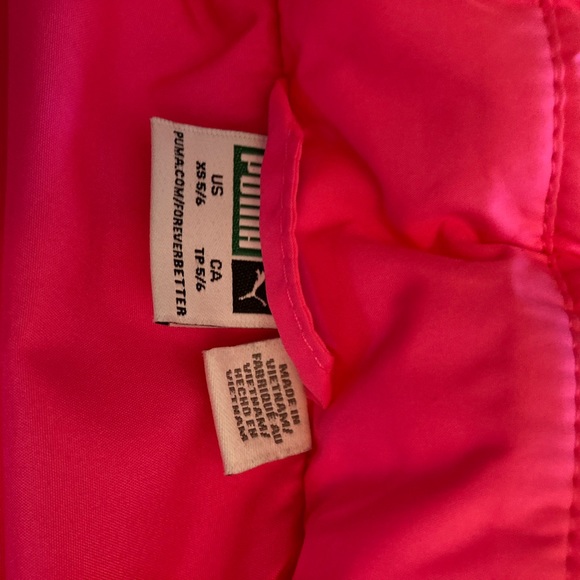 PUMA
US CA
XS 5/6 TP 5/6
PUMA.COM/FOREVERBETTER
MADE IN
VIETNAM/
FABRIQUÉ AU
VIETNAM/
HECHO EN
VIETNAM